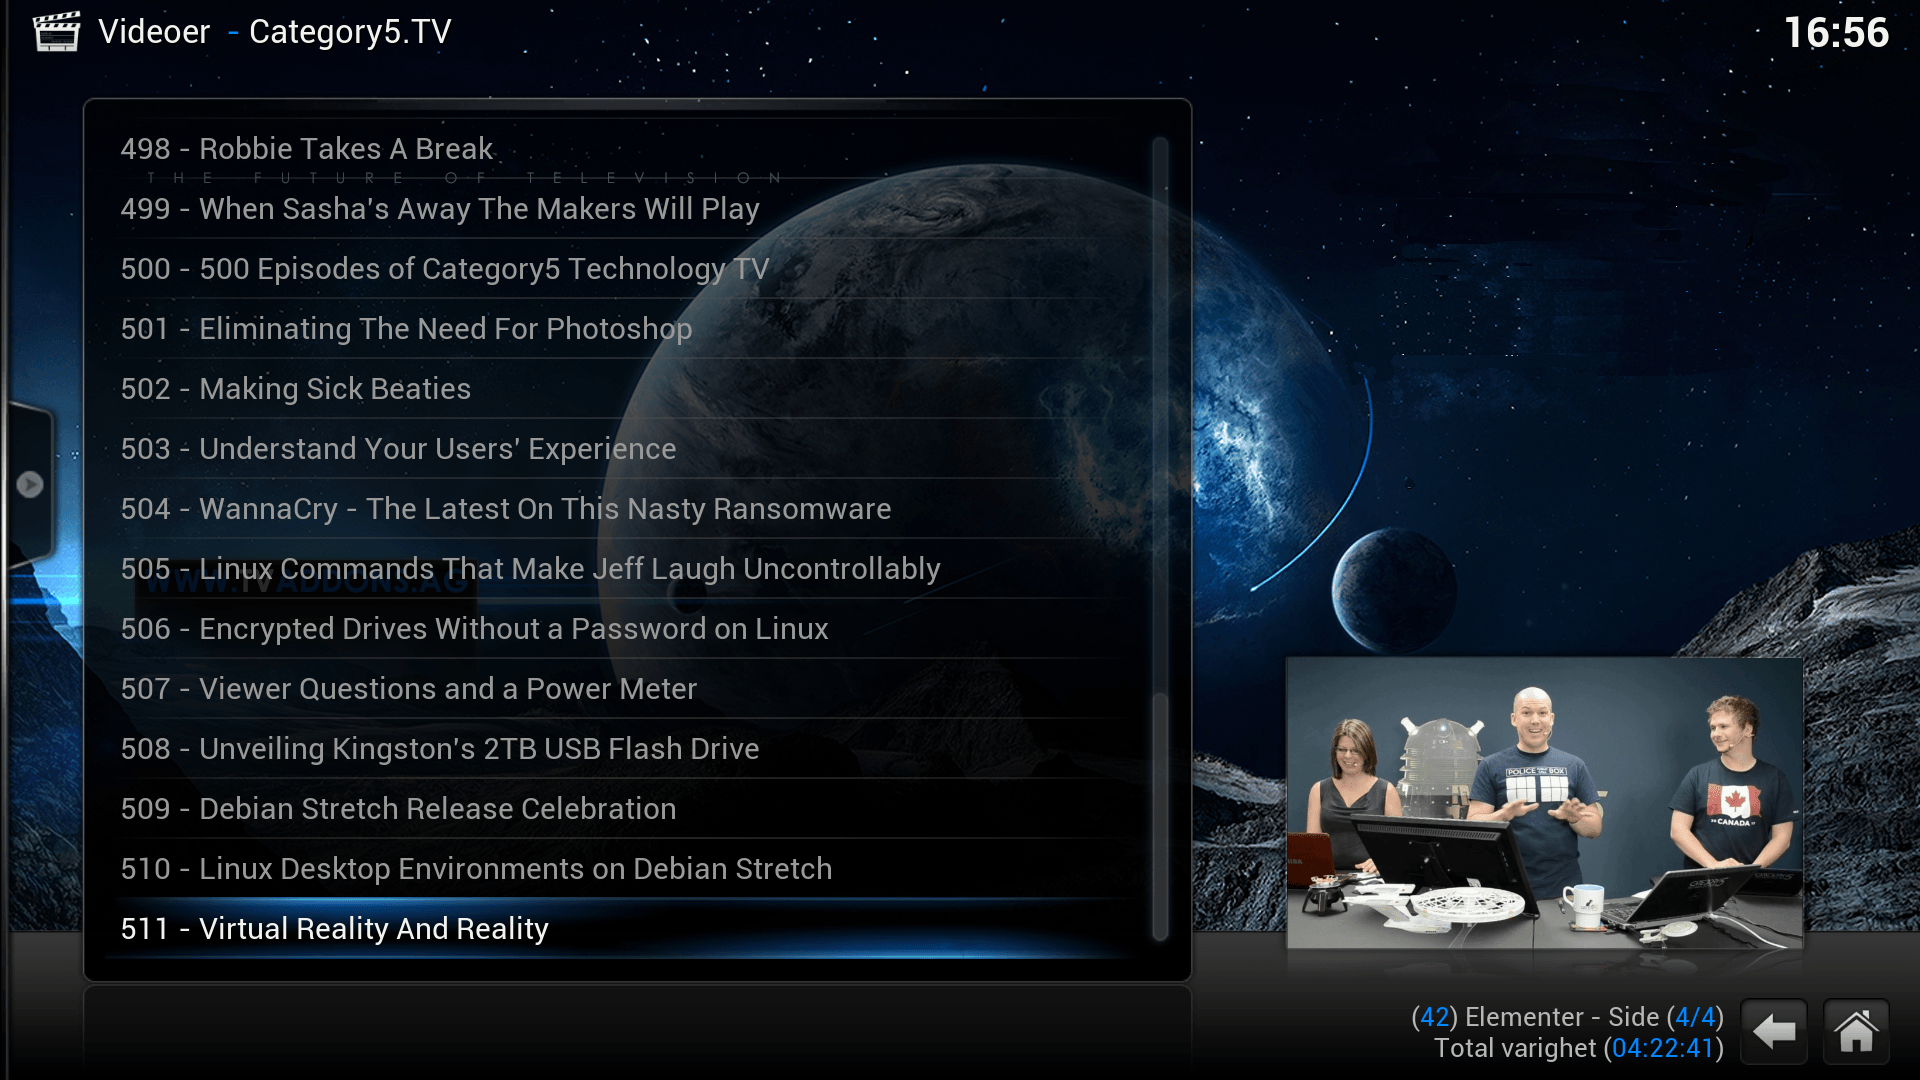 Videoer - Category5.TV
16:56
498 - Robbie Takes A Break
THE FUTURE OF TELEVISION
499 - When Sasha's Away The Makers Will Play
500 - 500 Episodes of Category5 Technology TV
501 - Eliminating The Need For Photoshop
502 - Making Sick Beaties
503 - Understand Your Users' Experience
504 - WannaCry - The Latest On This Nasty Ransomware
505 - Linux Commands That Make Jeff Laugh Uncontrollably
WWW.TVADDONS.AG
506 - Encrypted Drives Without a Password on Linux
507 - Viewer Questions and a Power Meter
508 - Unveiling Kingston's 2TB USB Flash Drive
509 - Debian Stretch Release Celebration
510 - Linux Desktop Environments on Debian Stretch
511 - Virtual Reality And Reality
POLICE BOX
CANADA
(42) Elementer - Side (4/4)
Total varighet (04:22:41)